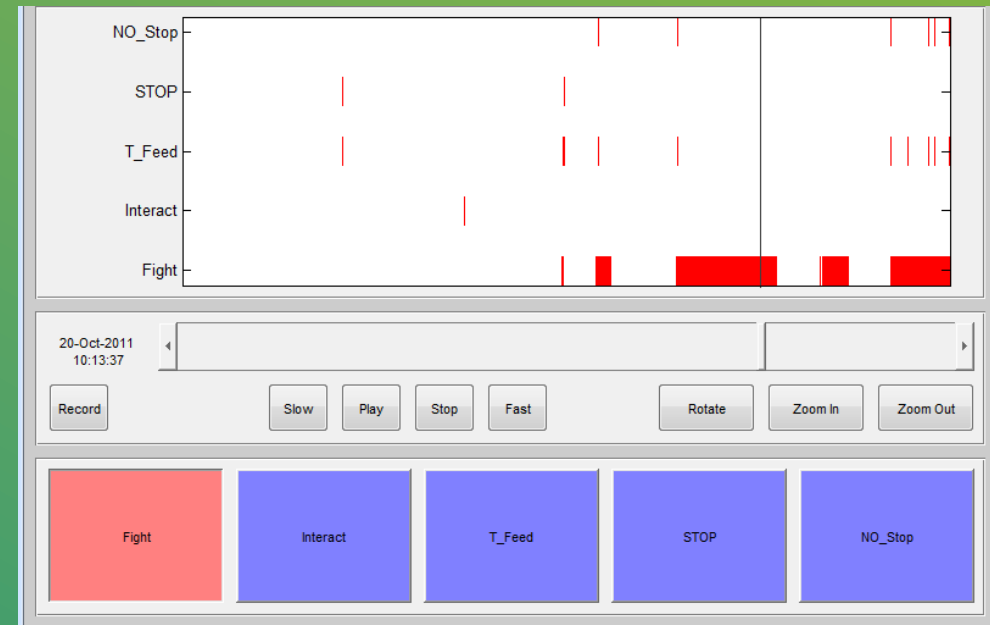 NO_Stop
STOP
T_Feed
Interact
Fight
20-Oct-2011
10:13:37
Record
Slow
Play
Stop
Fast
Rotate
Zoom In
Zoom Out
Fight
Interact
T_Feed
STOP
NO_Stop